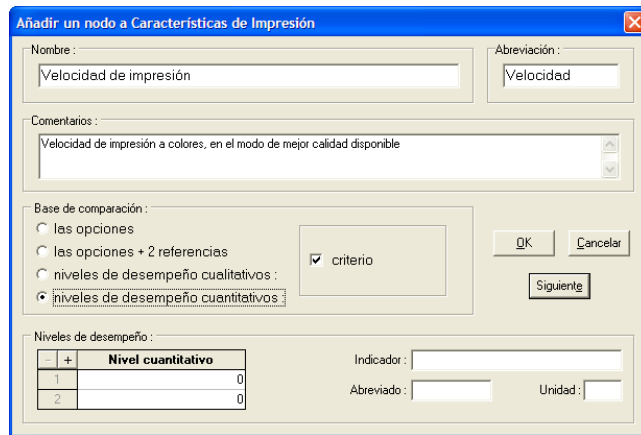 Añadir un nodo a Características de Impresión
Nombre :
Velocidad de impresión
Abreviación :
Velocidad
Comentarios :
Velocidad de impresión a colores, en el modo de mejor calidad disponible
Base de comparación :
las opciones
las opciones + 2 referencias
niveles de desempeño cualitativos :
niveles de desempeño cuantitativos :
criterio
OK
Cancelar
Siguiente
Niveles de desempeño :
- + Nivel cuantitativo
1 0
2 0
Indicador :
Abreviado :
Unidad :